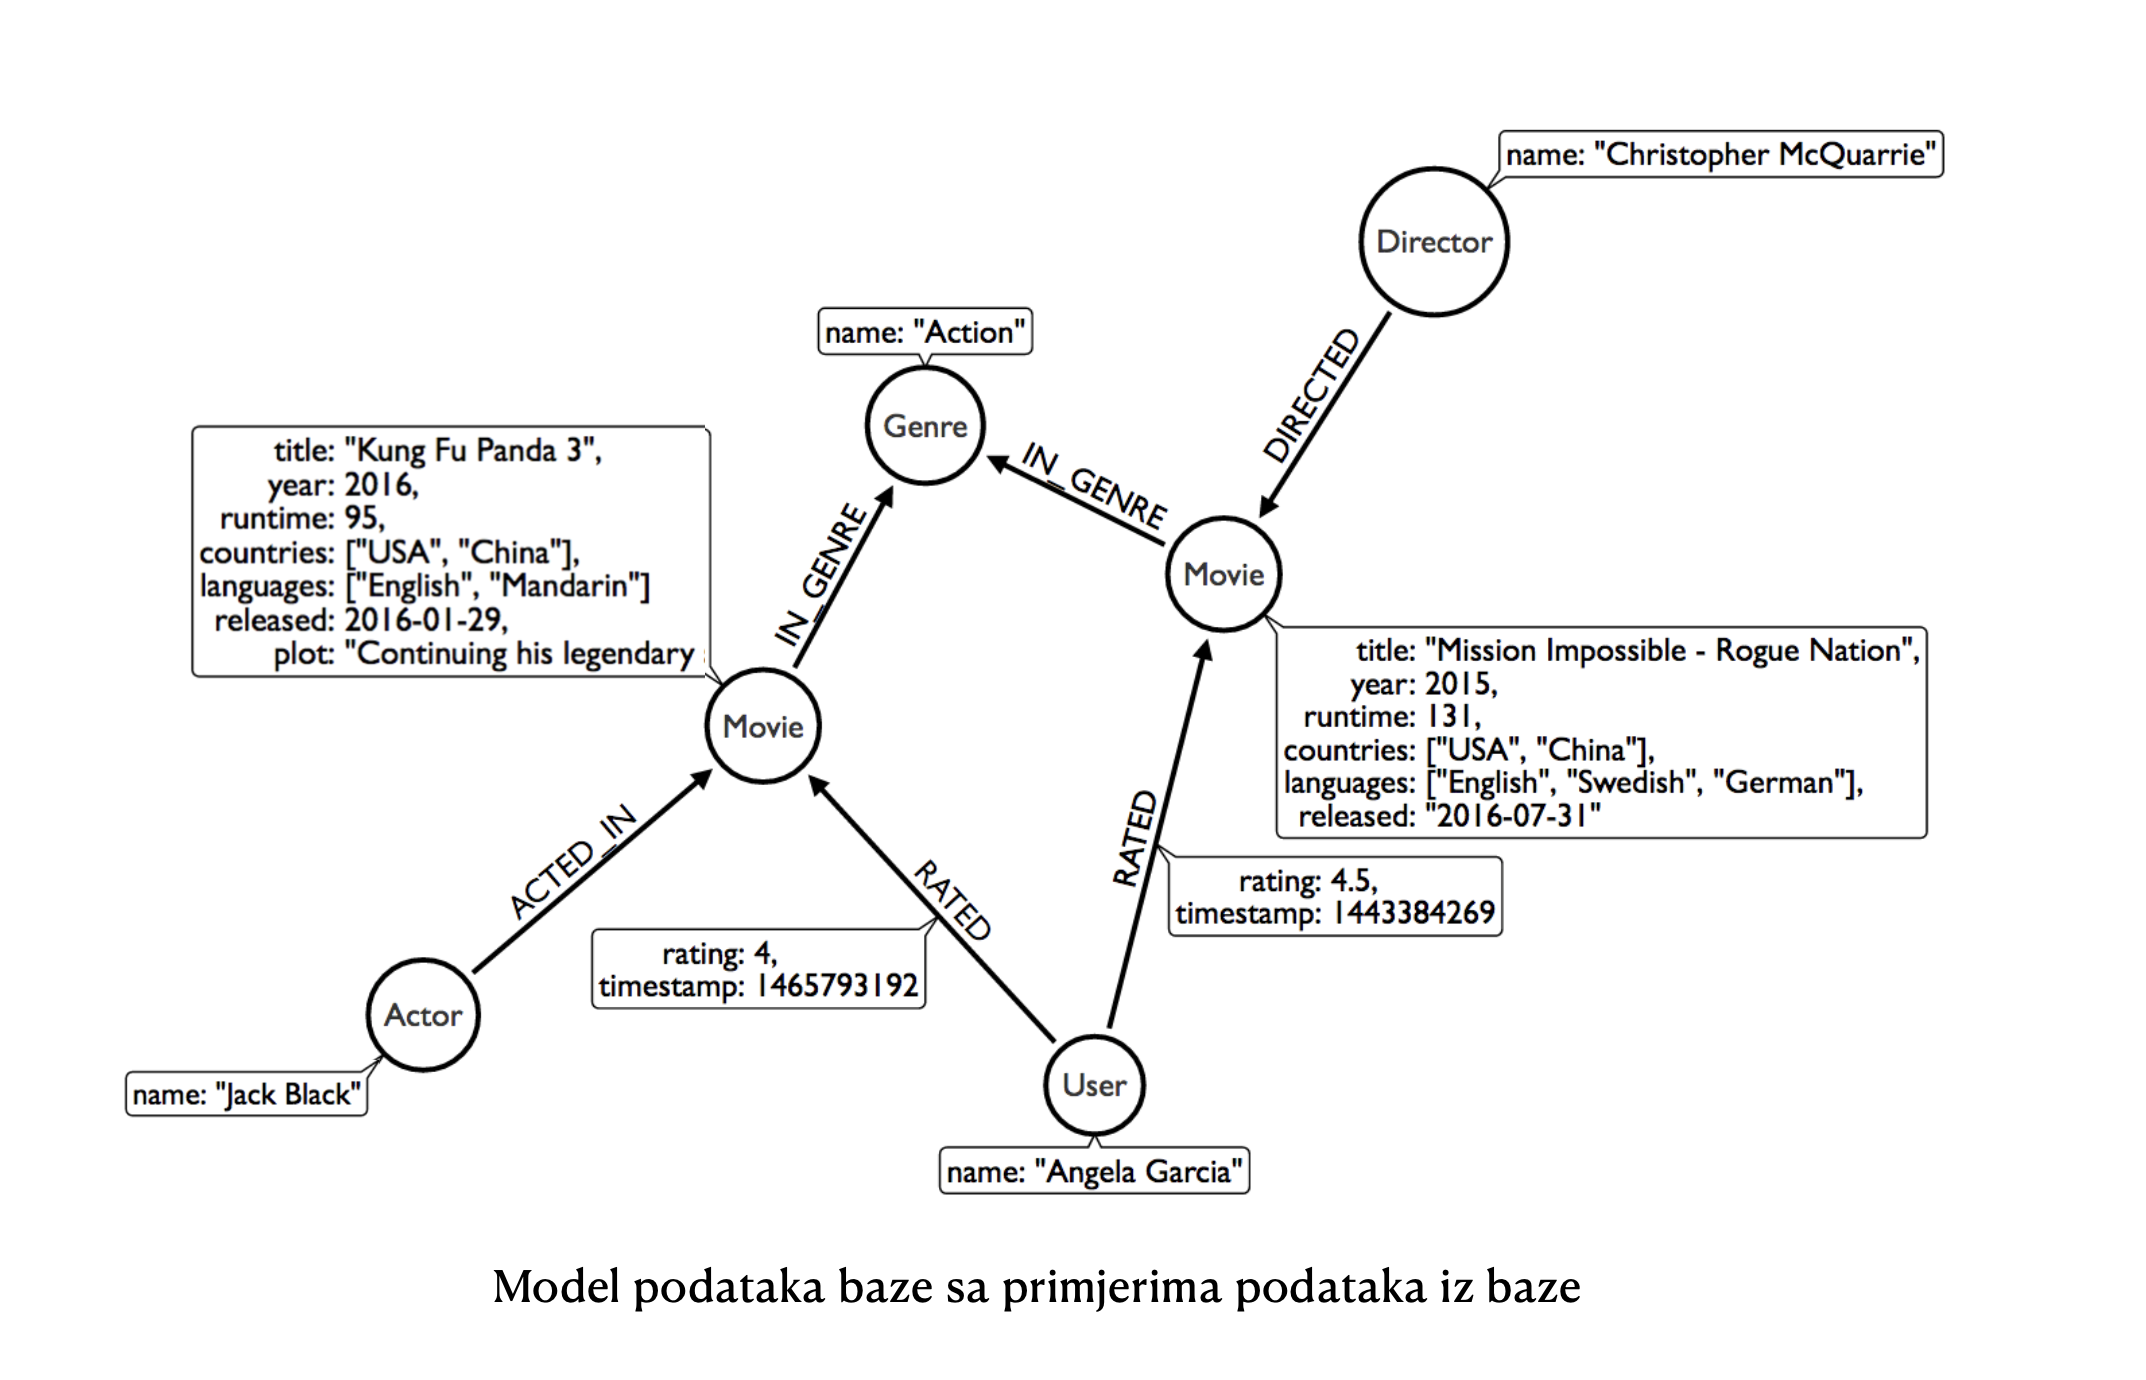 name: "Christopher McQuarrie"
Director
DIRECTED
name: "Action"
Genre
IN_GENRE
IN_GENRE
title: "Kung Fu Panda 3",
year: 2016,
runtime: 95,
countries: ["USA", "China"],
languages: ["English", "Mandarin"]
released: 2016-01-29,
plot: "Continuing his legendary
Movie
Movie
title: "Mission Impossible - Rogue Nation",
year: 2015,
runtime: 131,
countries: ["USA", "China"],
languages: ["English", "Swedish", "German"],
released: "2016-07-31"
ACTED_IN
RATED
RATED
rating: 4.5,
timestamp: 1443384269
rating: 4,
timestamp: 1465793192
Actor
name: "Jack Black"
User
name: "Angela Garcia"
Model podataka baze sa primjerima podataka iz baze